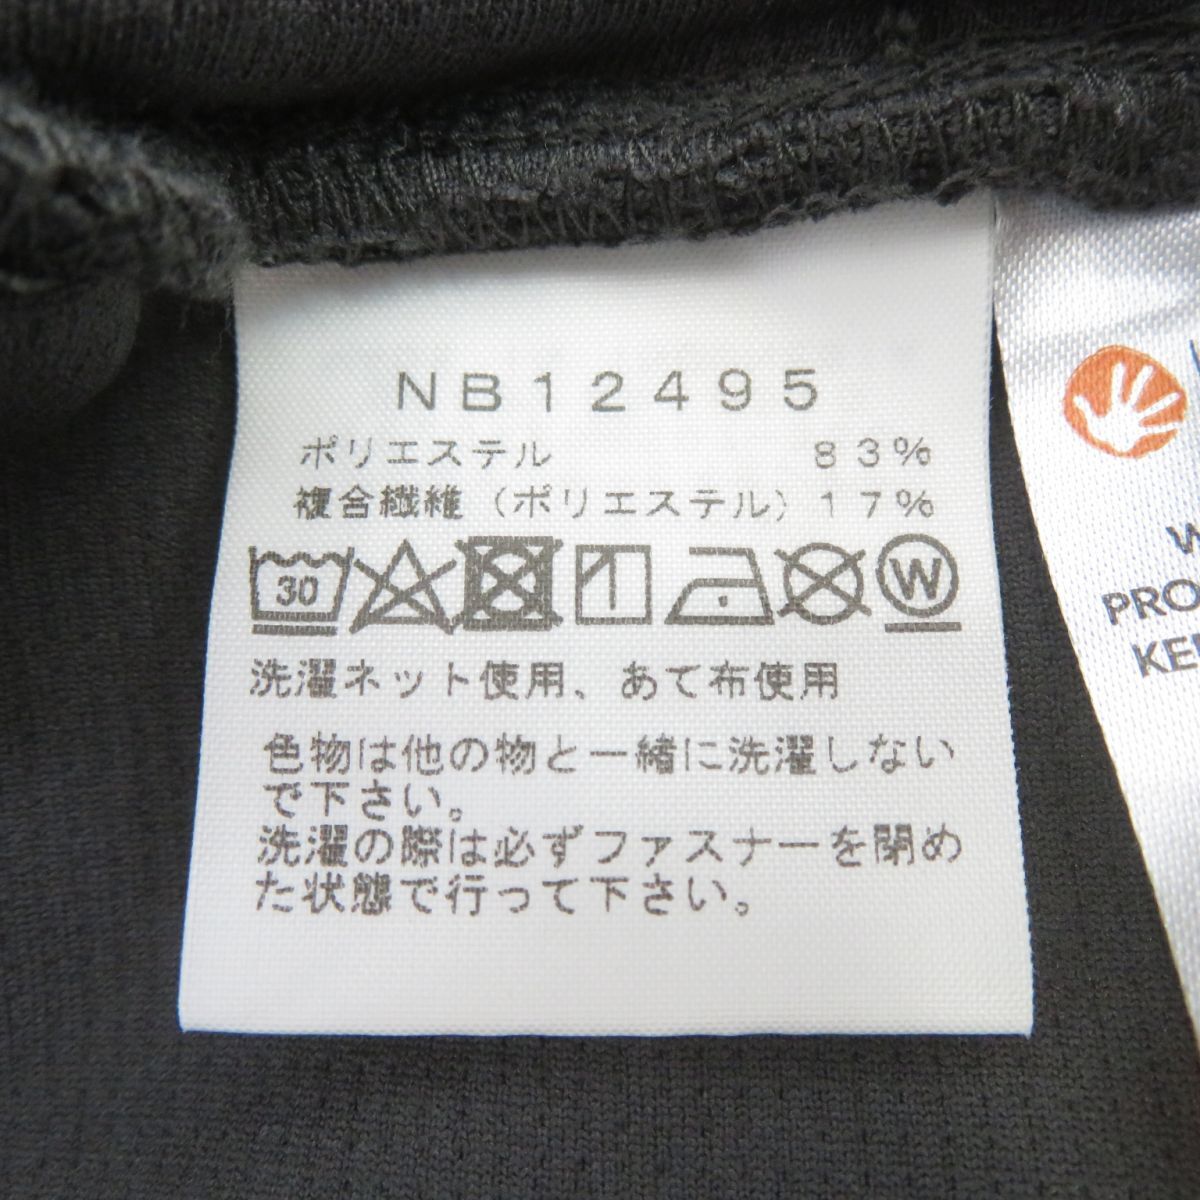 NB12495
ポリエステル 83%
複合繊維(ポリエステル)17%
30
W
洗濯ネット使用、あて布使用
色物は他の物と一緒に洗濯しない
で下さい。
洗濯の際は必ずファスナーを閉め
た状態で行って下さい。